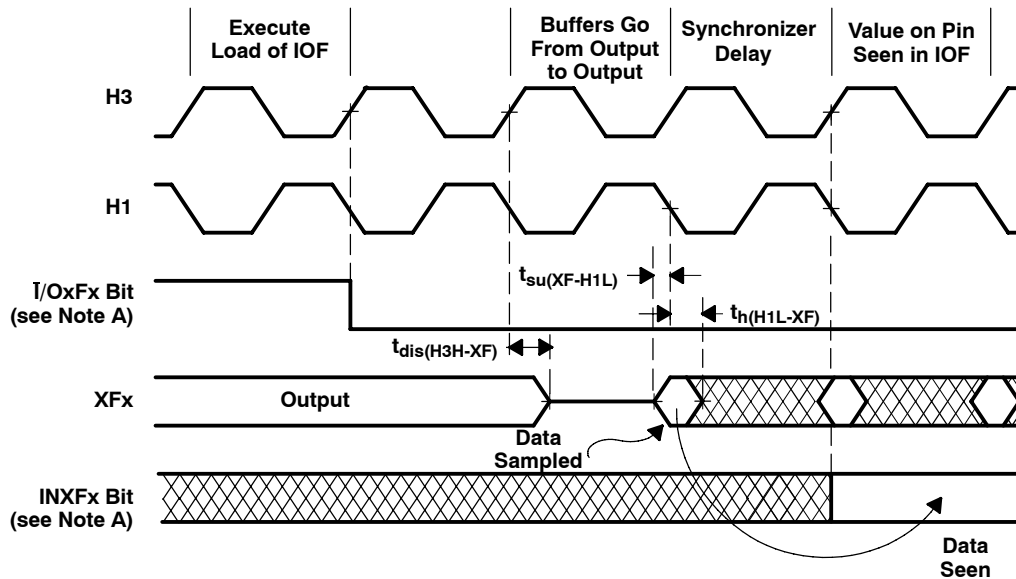 Execute
Load of IOF
Buffers Go
From Output
to Output
Synchronizer
Delay
Value on Pin
Seen in IOF
H3
H1
tsu(XF-H1L)
I̅/OxFx Bit
(see Note A)
th(H1L-XF)
tdis(H3H-XF)
XFx
Output
Data
Sampled
INXFx Bit
(see Note A)
Data
Seen